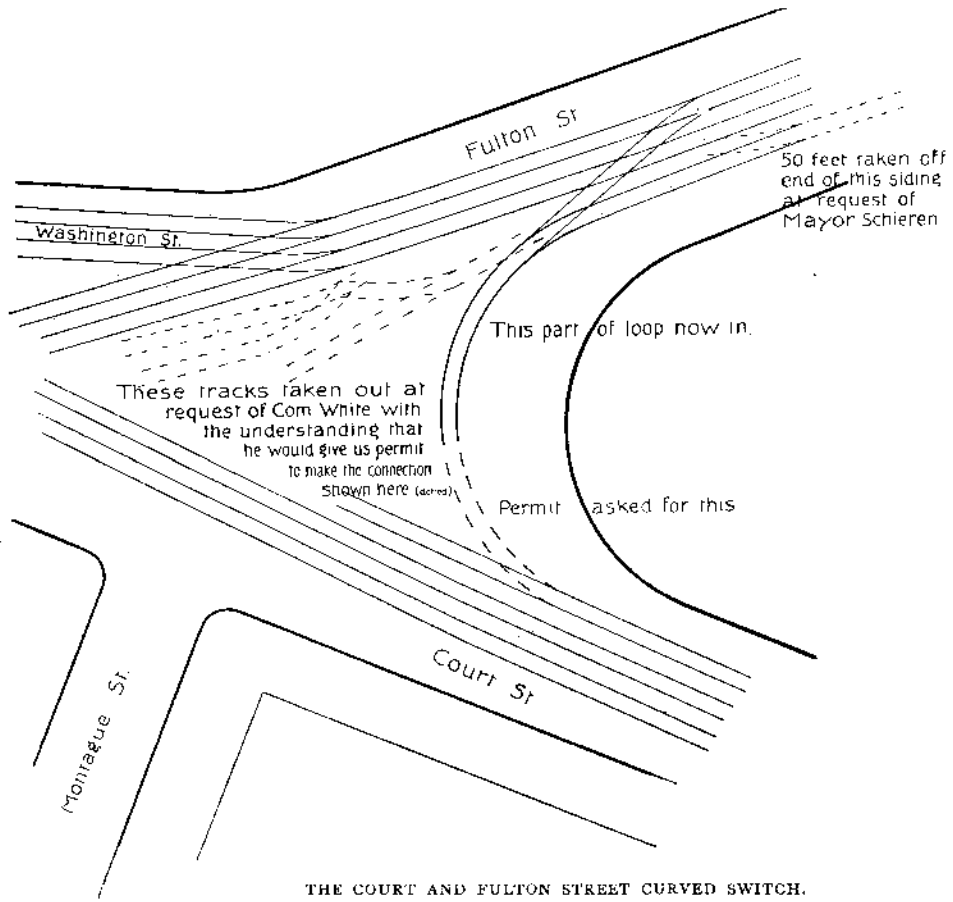 Fulton St
50 feet taken off
end of this siding
at request of
Mayor Schieren
Washington St.
This part of loop now in.
These tracks taken out at
request of Com White with
the understanding that
he would give us permit
to make the connection
shown here (dotted)
Permit asked for this
Court St
Montague St.
THE COURT AND FULTON STREET CURVED SWITCH.